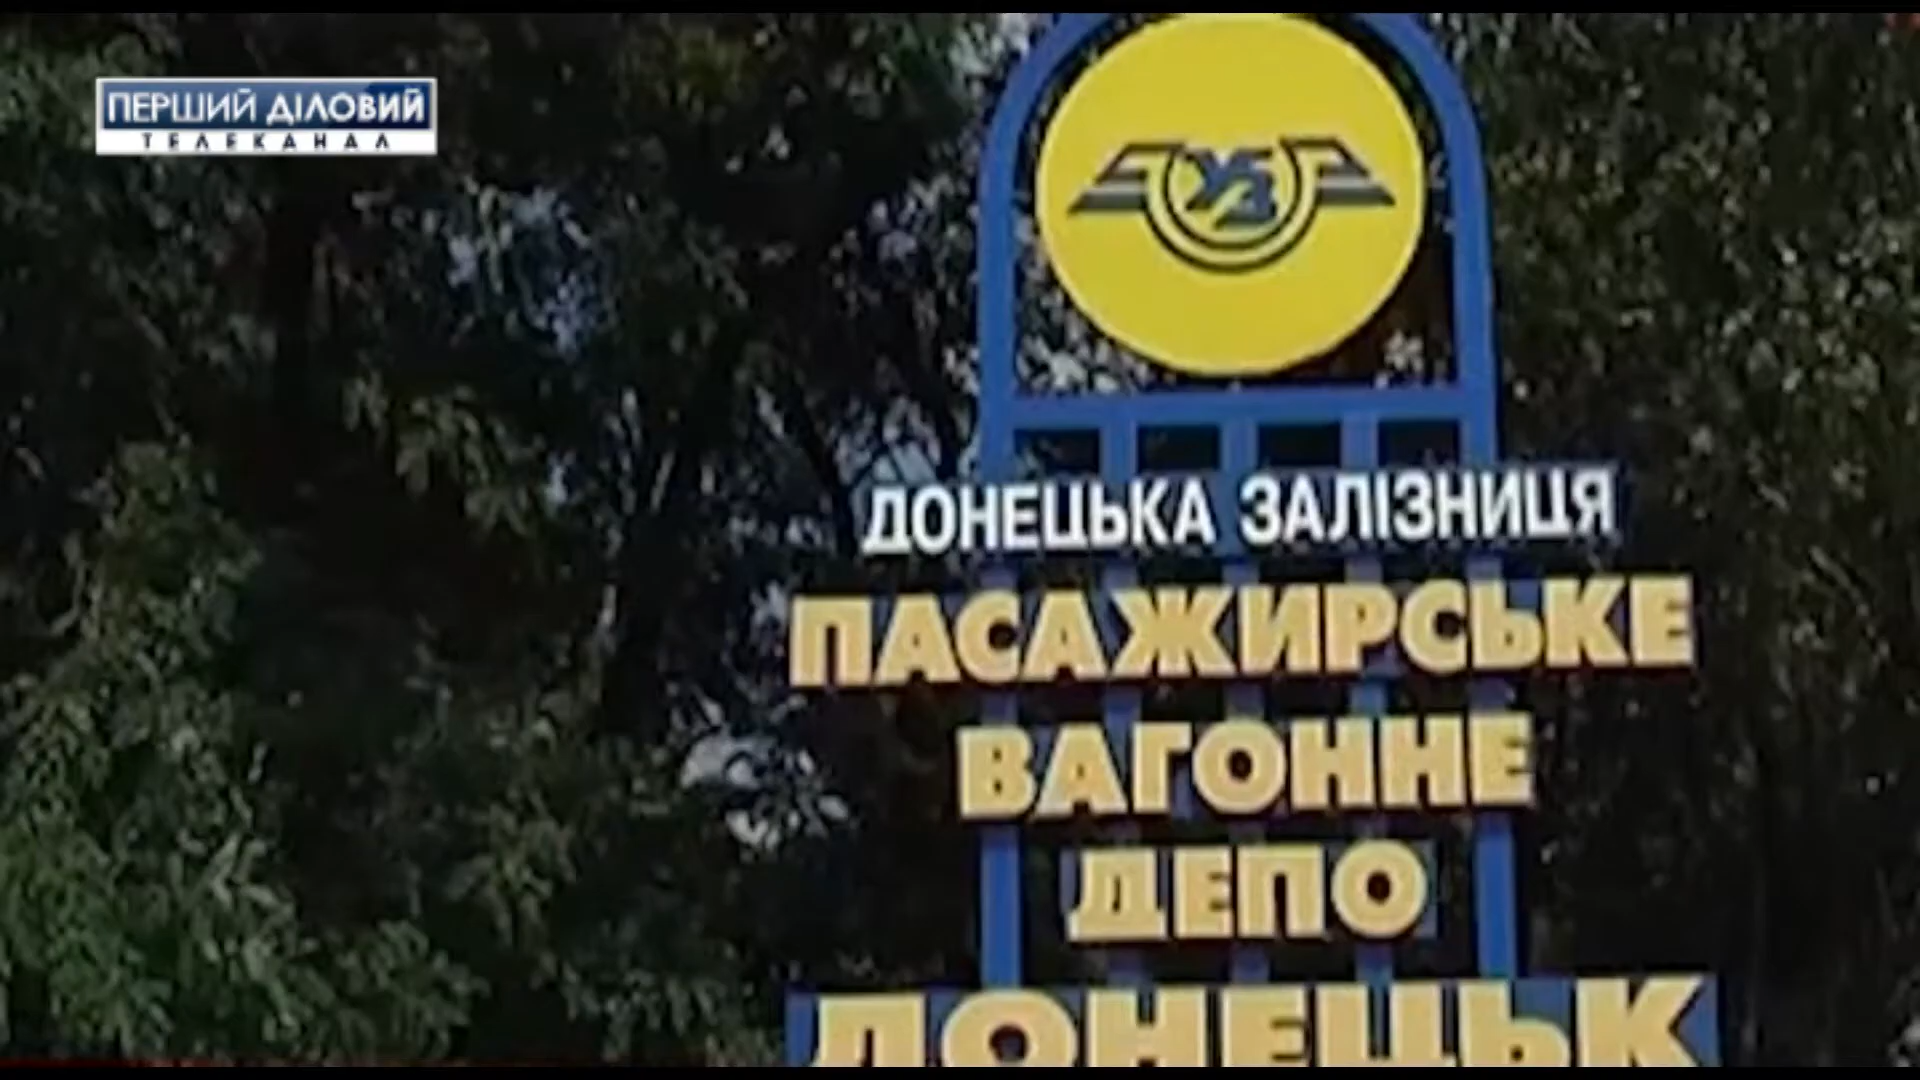 ПЕРШИЙ ДІЛОВИЙ
ТЕЛЕКАНАЛ
УЗ
ДОНЕЦЬКА ЗАЛІЗНИЦЯ
ПАСАЖИРСЬКЕ
ВАГОННЕ
ДЕПО
ДОНЕЦЬК